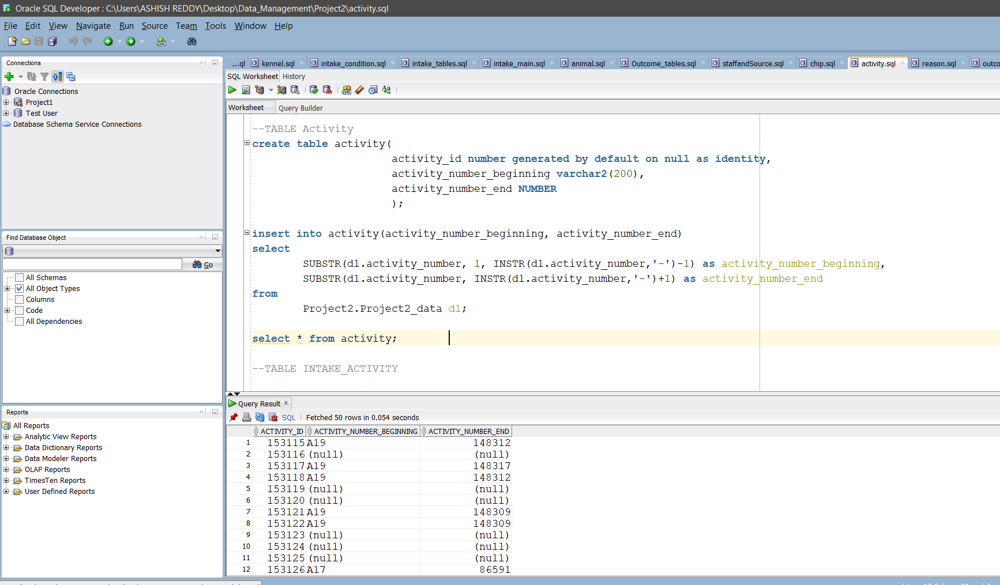 Oracle SQL Developer : C:\Users\ASHISH REDDY\Desktop\Data_Management\Project2\activity.sql
File Edit View Navigate Run Source Team Tools Window Help
Connections
Oracle Connections
Project1
Test User
Database Schema Service Connections
Find Database Object
Go
All Schemas
All Object Types
Columns
Code
All Dependencies
Reports
All Reports
Analytic View Reports
Data Dictionary Reports
Data Modeler Reports
OLAP Reports
TimesTen Reports
User Defined Reports
...ql kennel.sql intake_condition.sql intake_tables.sql intake_main.sql animal.sql Outcome_tables.sql staffandSource.sql chip.sql activity.sql reason.sql outco
SQL Worksheet History
Worksheet Query Builder
--TABLE Activity
create table activity(
activity_id number generated by default on null as identity,
activity_number_beginning varchar2(200),
activity_number_end NUMBER
);
insert into activity(activity_number_beginning, activity_number_end)
select
SUBSTR(dl.activity_number, 1, INSTR(dl.activity_number,'-')-1) as activity_number_beginning,
SUBSTR(dl.activity_number, INSTR(dl.activity_number,'-')+1) as activity_number_end
from
Project2.Project2_data dl;
select * from activity;
--TABLE INTAKE_ACTIVITY
Query Result
SQL Fetched 50 rows in 0.054 seconds
ACTIVITY_ID ACTIVITY_NUMBER_BEGINNING ACTIVITY_NUMBER_END
1 153115 A19 148312
2 153116 (null) (null)
3 153117 A19 148317
4 153118 A19 148312
5 153119 (null) (null)
6 153120 (null) (null)
7 153121 A19 148309
8 153122 A19 148309
9 153123 (null) (null)
10 153124 (null) (null)
11 153125 (null) (null)
12 153126 A17 86591